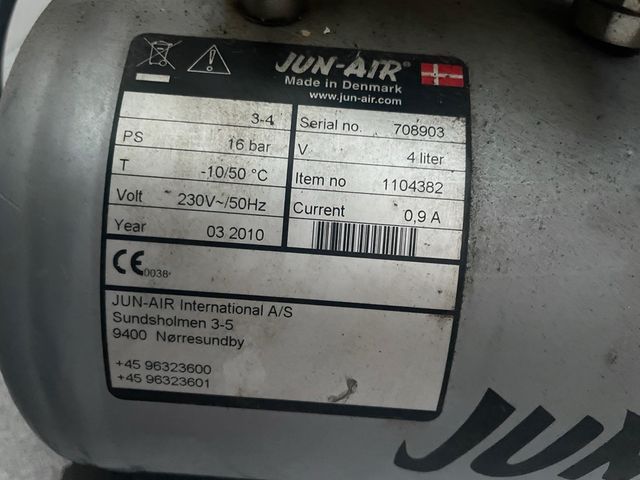 JUN-AIR®
Made in Denmark
www.jun-air.com
3-4
Serial no. 708903
PS 16 bar
V 4 liter
T -10/50 °C
Item no 1104382
Volt 230V~/50Hz
Current 0,9 A
Year 03 2010
CE 0038
JUN-AIR International A/S
Sundsholmen 3-5
9400 Nørresundby
+45 96323600
+45 96323601
JUN